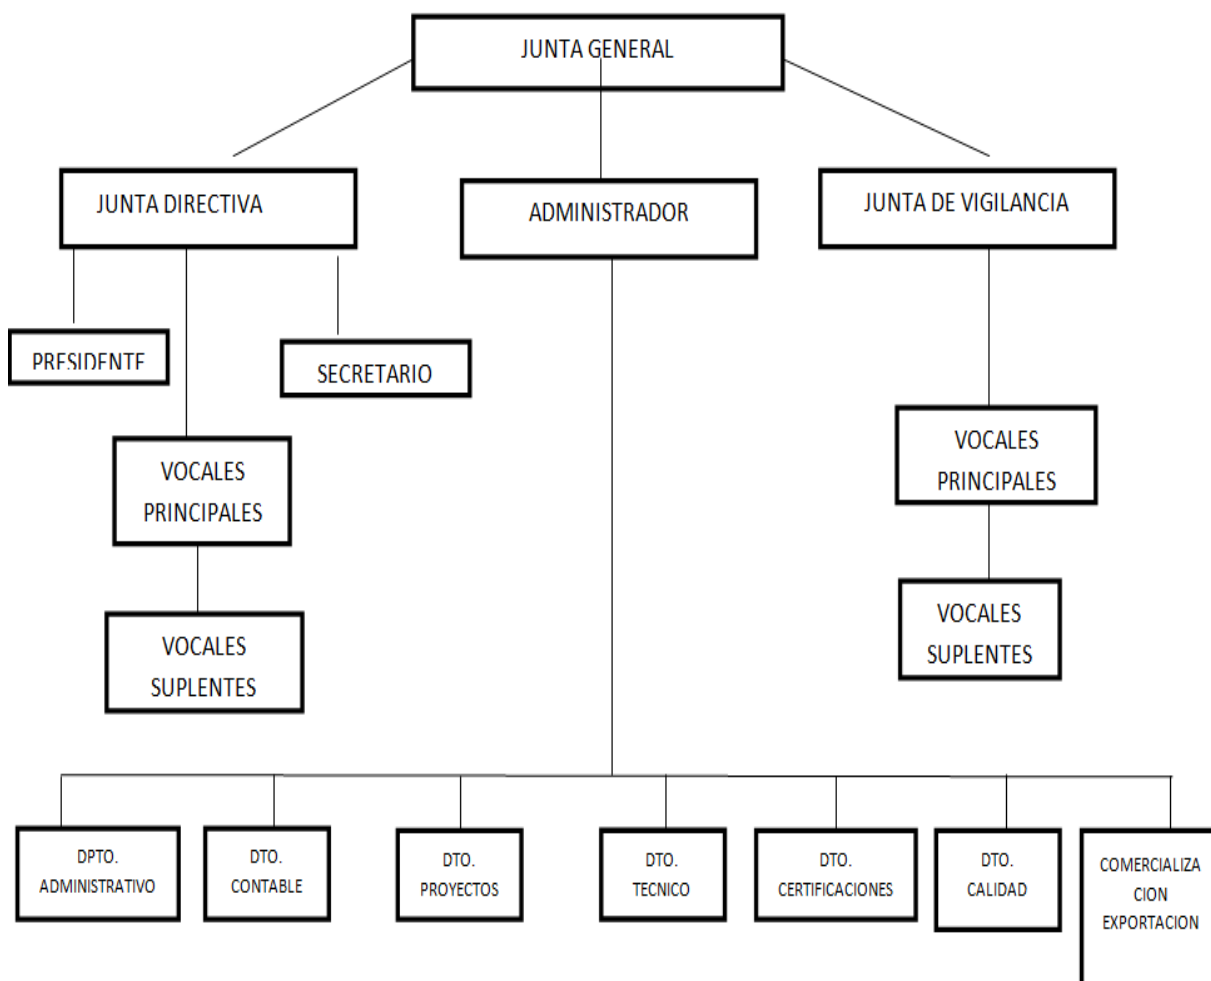 JUNTA GENERAL
JUNTA DIRECTIVA
ADMINISTRADOR
JUNTA DE VIGILANCIA
PRESIDENTE
SECRETARIO
VOCALES
PRINCIPALES
VOCALES
SUPLENTES
VOCALES
PRINCIPALES
VOCALES
SUPLENTES
DPTO.
ADMINISTRATIVO
DTO.
CONTABLE
DTO.
PROYECTOS
DTO.
TECNICO
DTO.
CERTIFICACIONES
DTO.
CALIDAD
COMERCIALIZA
CION
EXPORTACION